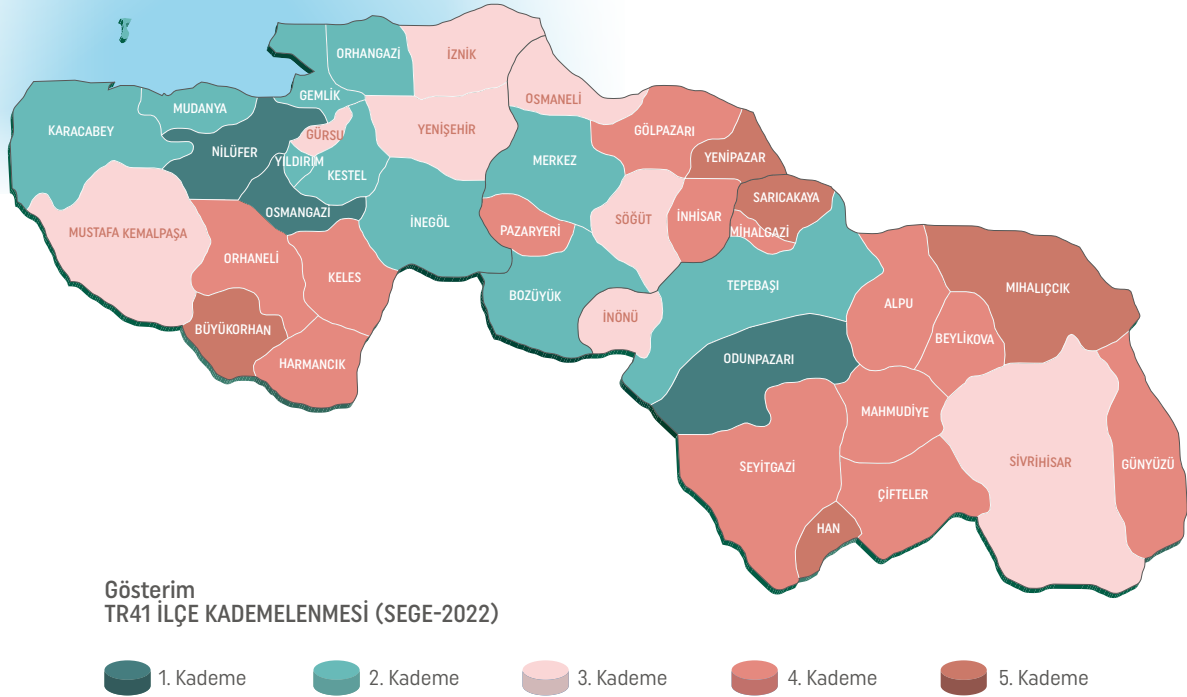 ORHANGAZİ
İZNİK
GEMLİK
OSMANELİ
MUDANYA
KARACABEY
GÜRSU
YENİŞEHİR
GÖLPAZARI
NİLÜFER
YILDIRIM
MERKEZ
YENİPAZAR
KESTEL
SARICAKAYA
OSMANGAZİ
İNEGÖL
SÖĞÜT
İNHİSAR
MUSTAFA KEMALPAŞA
PAZARYERİ
MİHALGAZİ
ORHANELİ
KELES
TEPEBAŞI
MIHALIÇCIK
BOZÜYÜK
ALPU
İNÖNÜ
BÜYÜKORHAN
BEYLİKOVA
ODUNPAZARI
HARMANCIK
MAHMUDİYE
SİVRİHİSAR
GÜNYÜZÜ
SEYİTGAZİ
ÇİFTELER
HAN
Gösterim
TR41 İLÇE KADEMELENMESİ (SEGE-2022)
1. Kademe
2. Kademe
3. Kademe
4. Kademe
5. Kademe